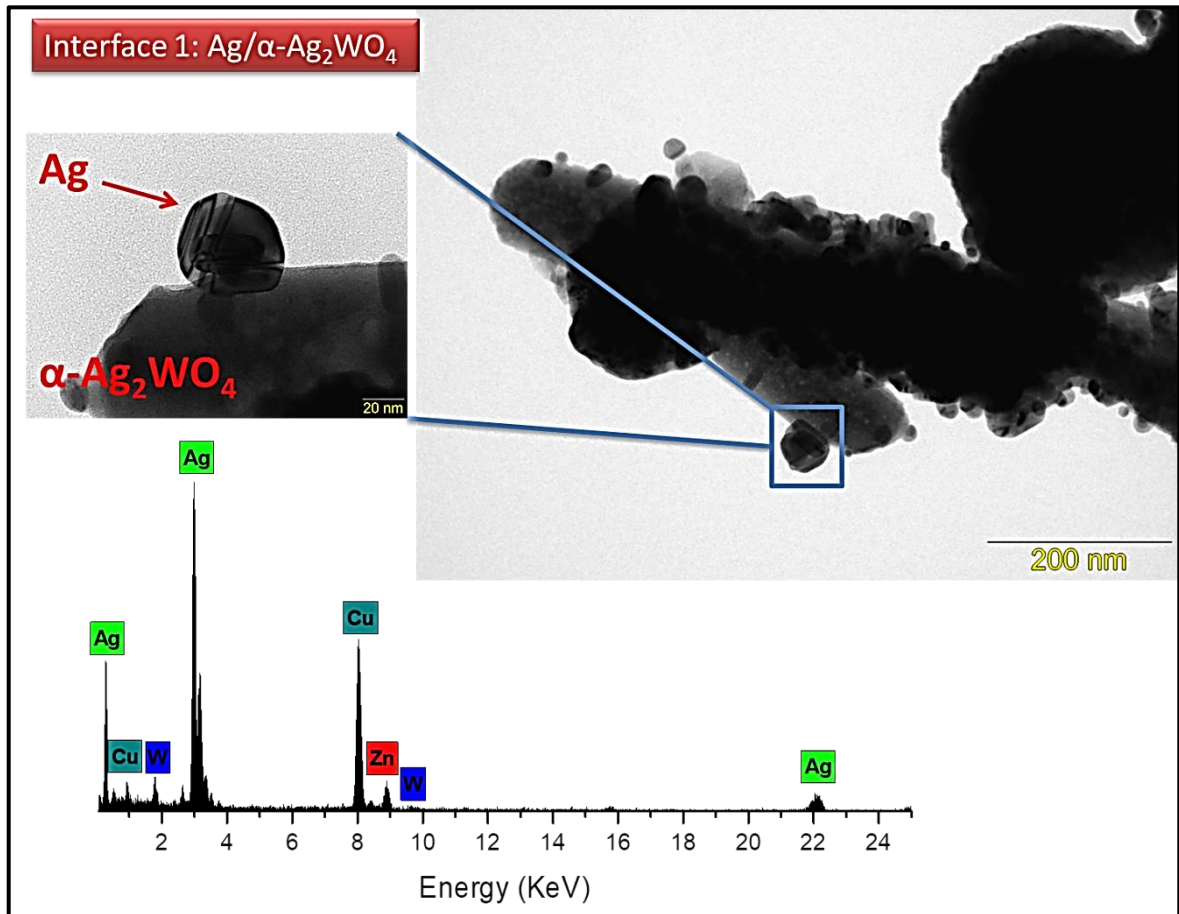 Interface 1: Ag/α-Ag₂WO₄
Ag
α-Ag₂WO₄
20 nm
200 nm
Ag
Ag
Cu
W
Cu
Zn
W
Ag
2 4 6 8 10 12 14 16 18 20 22 24
Energy (KeV)